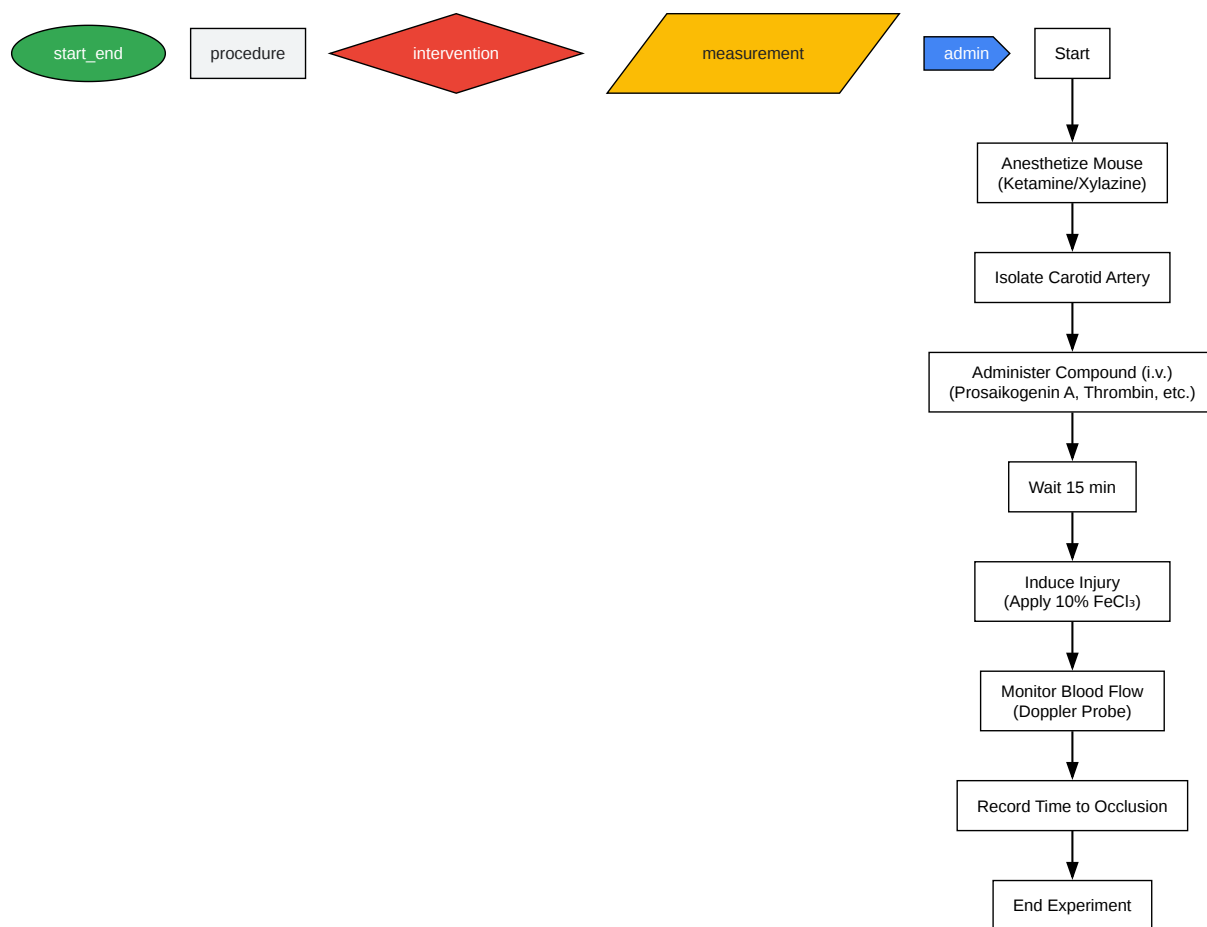 start_end
procedure
intervention
measurement
admin
Start
Anesthetize Mouse
(Ketamine/Xylazine)
Isolate Carotid Artery
Administer Compound (i.v.)
(Prosaikogenin A, Thrombin, etc.)
Wait 15 min
Induce Injury
(Apply 10% FeCl₃)
Monitor Blood Flow
(Doppler Probe)
Record Time to Occlusion
End Experiment